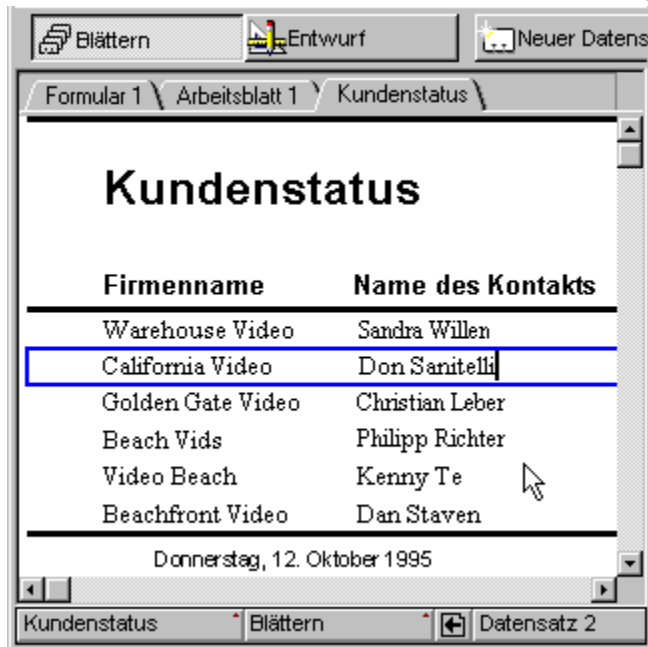 Blättern Entwurf Neuer Datens
Formular 1 Arbeitsblatt 1 Kundenstatus
Kundenstatus
Firmenname Name des Kontakts
Warehouse Video Sandra Willen
California Video Don Sanitelli
Golden Gate Video Christian Leber
Beach Vids Philipp Richter
Video Beach Kenny Te
Beachfront Video Dan Staven
Donnerstag, 12. Oktober 1995
Kundenstatus Blättern Datensatz 2